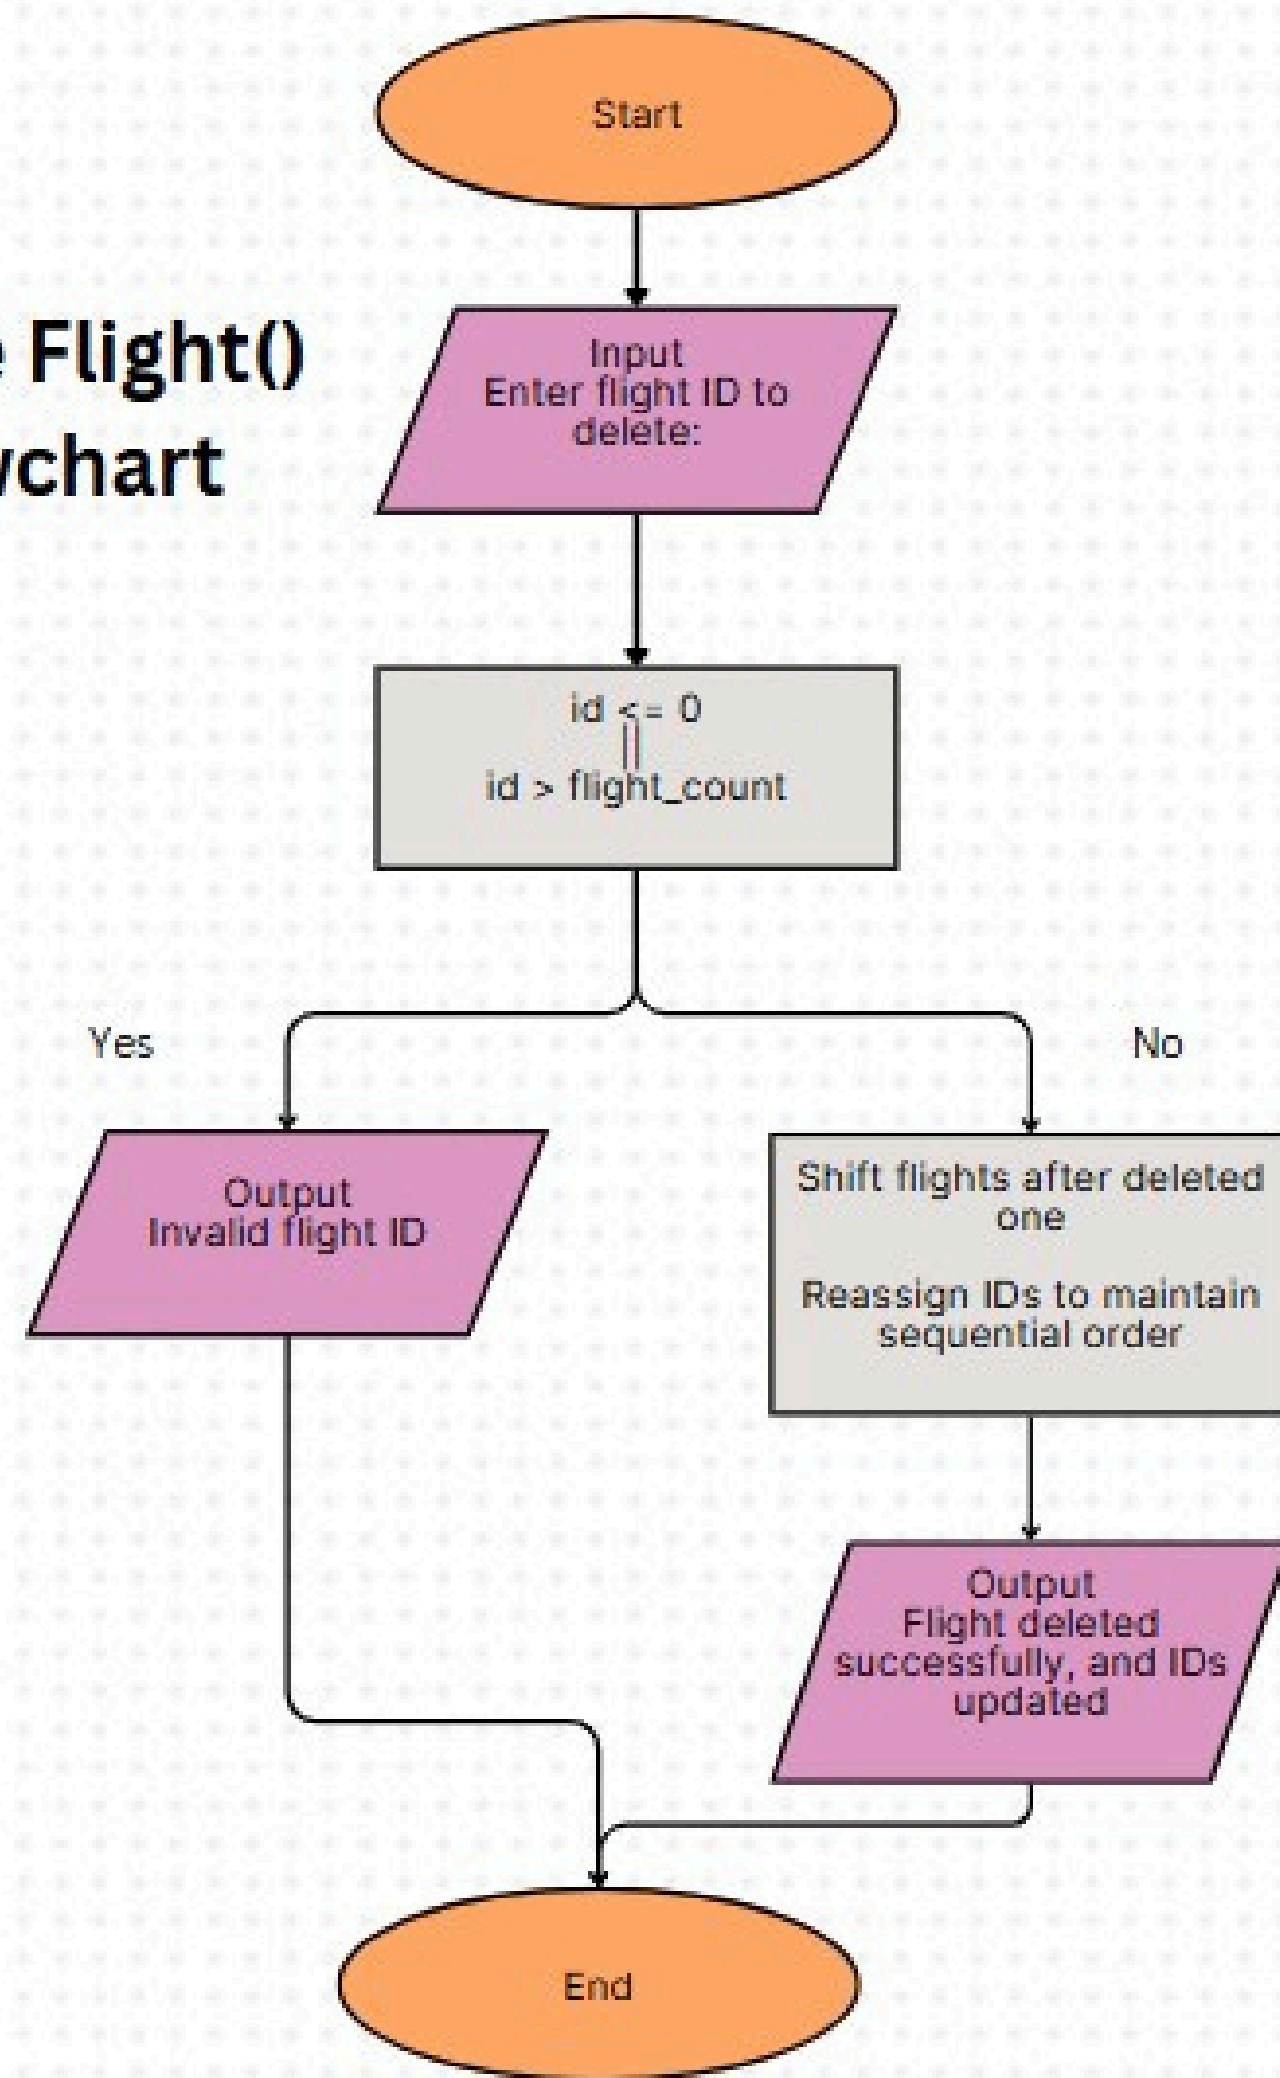 Start
e Flight()
wchart
Input
Enter flight ID to
delete:
id <= 0
||
id > flight_count
Yes
No
Output
Invalid flight ID
Shift flights after deleted
one
Reassign IDs to maintain
sequential order
Output
Flight deleted
successfully, and IDs
updated
End